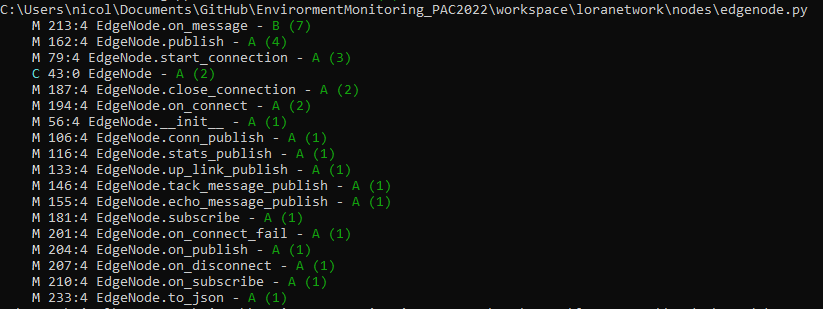 C:\Users\nicol\Documents\GitHub\EnvirormentMonitoring_PAC2022\workspace\loranetwork\nodes\edgenode.py
M 213:4 EdgeNode.on_message - B (7)
M 162:4 EdgeNode.publish - A (4)
M 79:4 EdgeNode.start_connection - A (3)
C 43:0 EdgeNode - A (2)
M 187:4 EdgeNode.close_connection - A (2)
M 194:4 EdgeNode.on_connect - A (2)
M 56:4 EdgeNode.__init__ - A (1)
M 106:4 EdgeNode.conn_publish - A (1)
M 116:4 EdgeNode.stats_publish - A (1)
M 133:4 EdgeNode.up_link_publish - A (1)
M 146:4 EdgeNode.tack_message_publish - A (1)
M 155:4 EdgeNode.echo_message_publish - A (1)
M 181:4 EdgeNode.subscribe - A (1)
M 201:4 EdgeNode.on_connect_fail - A (1)
M 204:4 EdgeNode.on_publish - A (1)
M 207:4 EdgeNode.on_disconnect - A (1)
M 210:4 EdgeNode.on_subscribe - A (1)
M 233:4 EdgeNode.to_json - A (1)